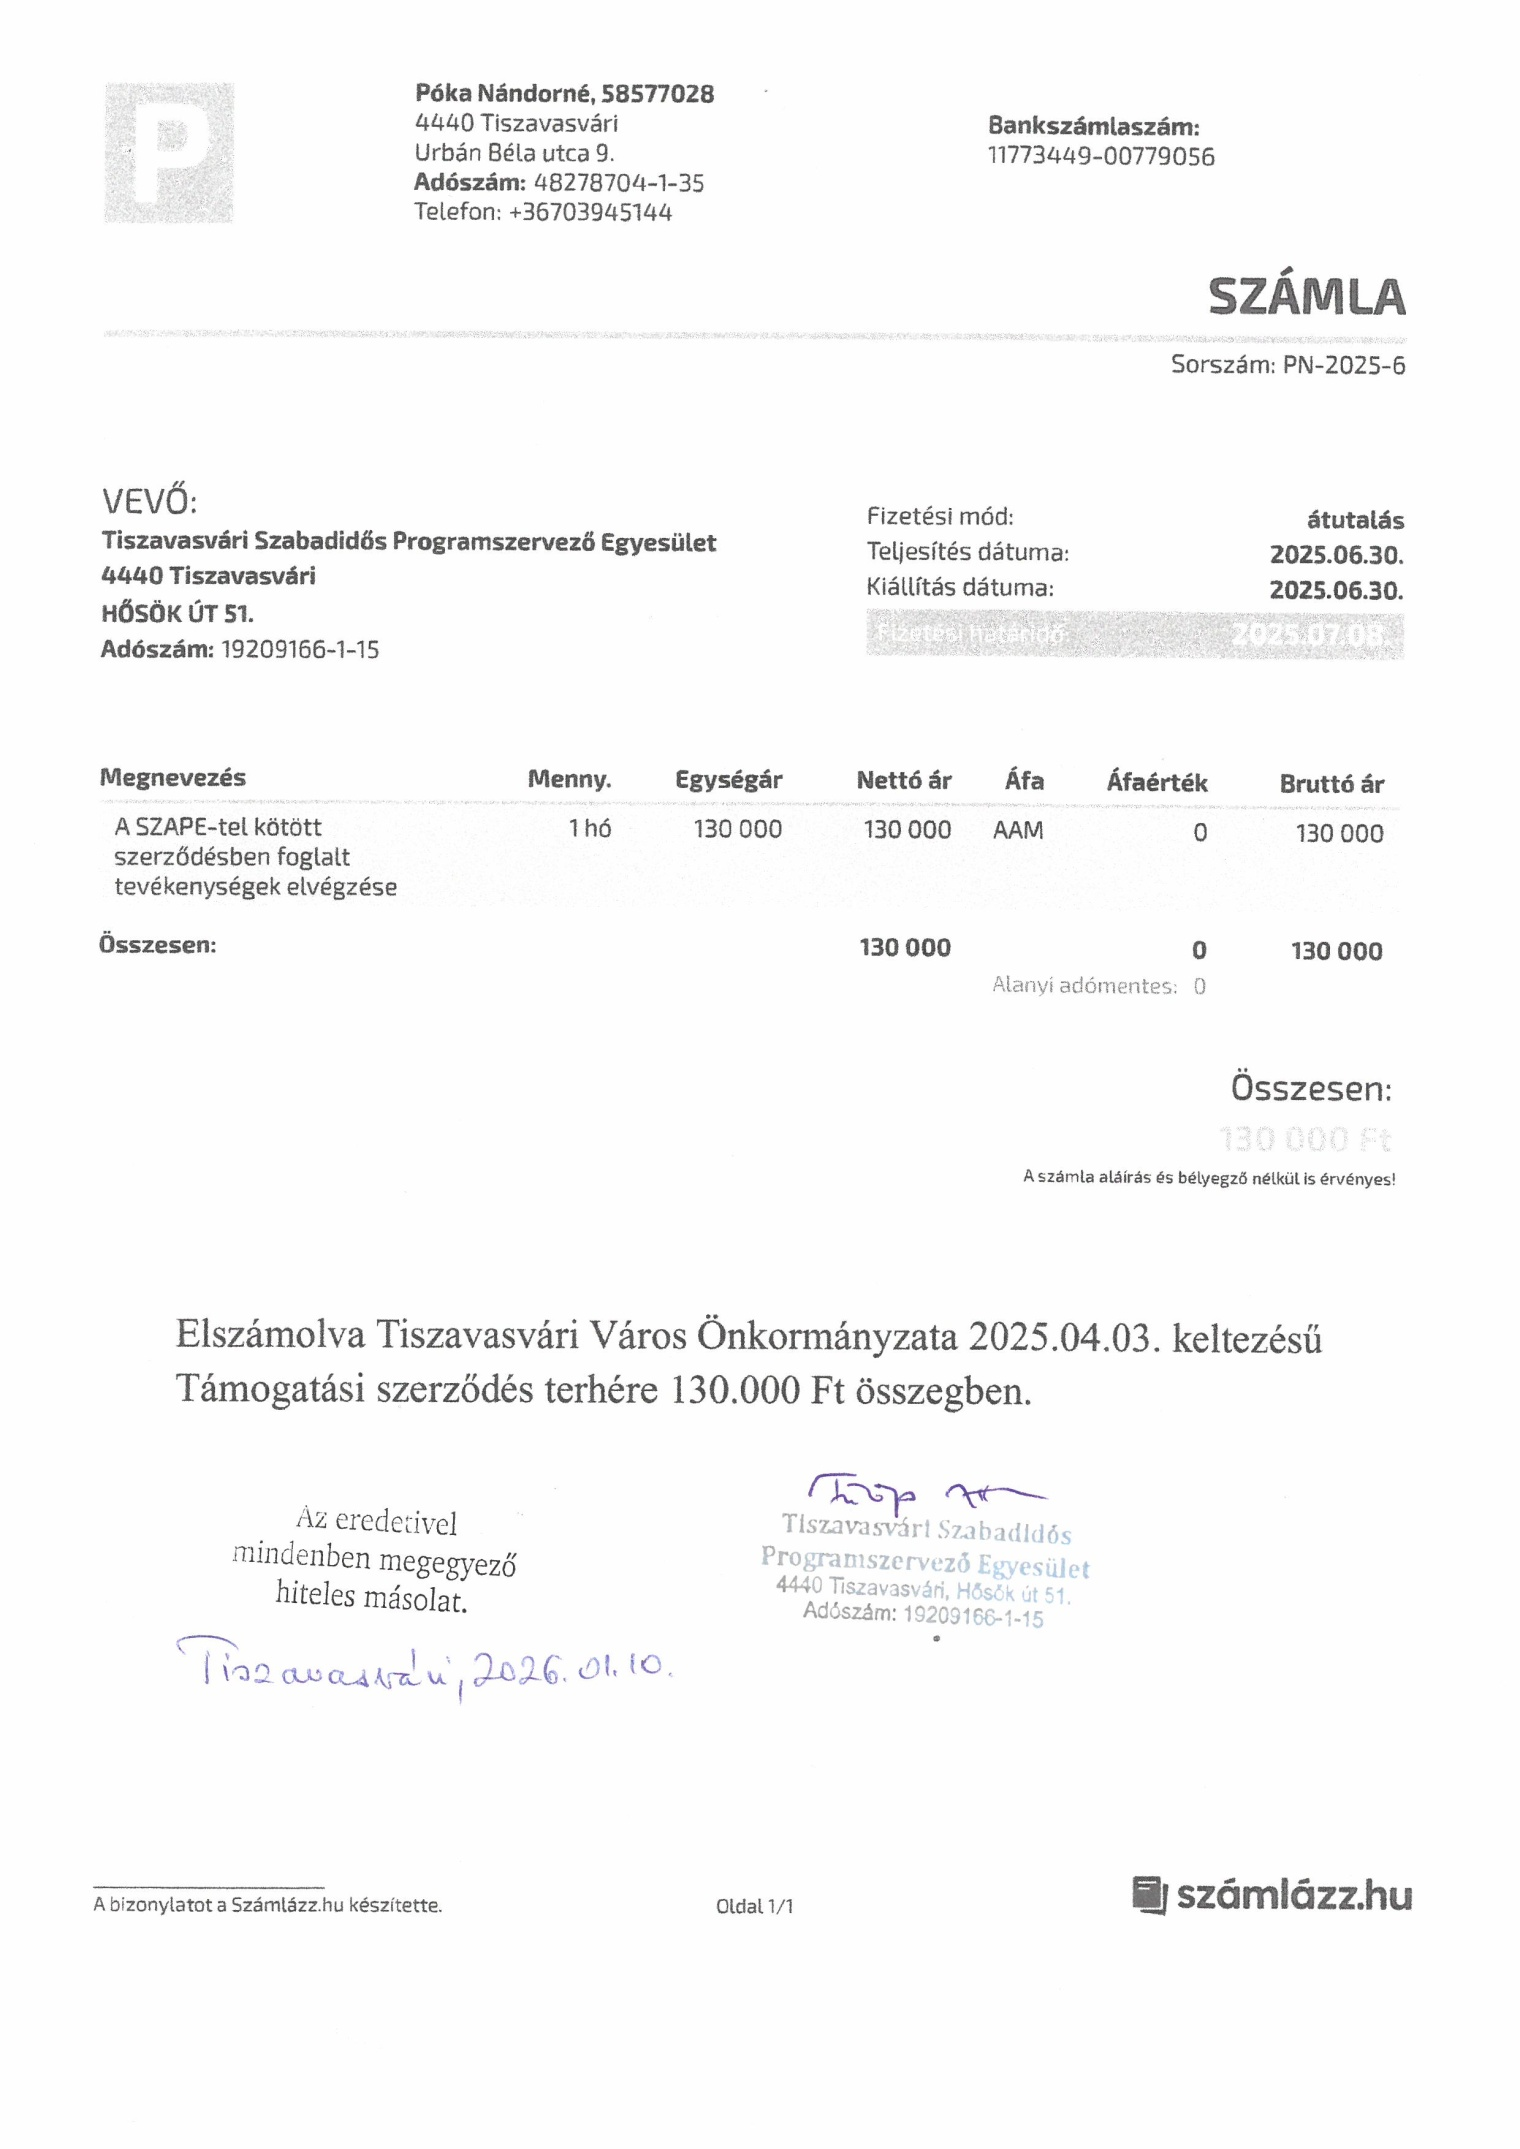 P
Póka Nándorné, 58577028
4440 Tiszavasvári
Urbán Béla utca 9.
Adószám: 48278704-1-35
Telefon: +36703945144
Bankszámlaszám:
11773449-00779056
SZÁMLA
Sorszám: PN-2025-6
VEVŐ:
Tiszavasvári Szabadidős Programszervező Egyesület
4440 Tiszavasvári
HŐSÖK ÚT 51.
Adószám: 19209166-1-15
Fizetési mód: átutalás
Teljesítés dátuma: 2025.06.30.
Kiállítás dátuma: 2025.06.30.
Fizetési határidő: 2025.07.08.
Megnevezés Menny. Egységár Nettó ár Áfa Áfaérték Bruttó ár
A SZAPE-tel kötött 1 hó 130 000 130 000 AAM 0 130 000
szerződésben foglalt
tevékenységek elvégzése
Összesen: 130 000 0 130 000
Alanyi adómentes: 0
Összesen:
130 000 Ft
A számla aláírás és bélyegző nélkül is érvényes!
Elszámolva Tiszavasvári Város Önkormányzata 2025.04.03. keltezésű
Támogatási szerződés terhére 130.000 Ft összegben.
Az eredetivel
mindenben megegyező
hiteles másolat.
Tiszavasvári, 2026.01.10.
Tiszavasvári Szabadidős
Programszervező Egyesület
4440 Tiszavasvári, Hősök út 51.
Adószám: 19209166-1-15
A bizonylatot a Számlázz.hu készítette.
Oldal 1/1
számlázz.hu